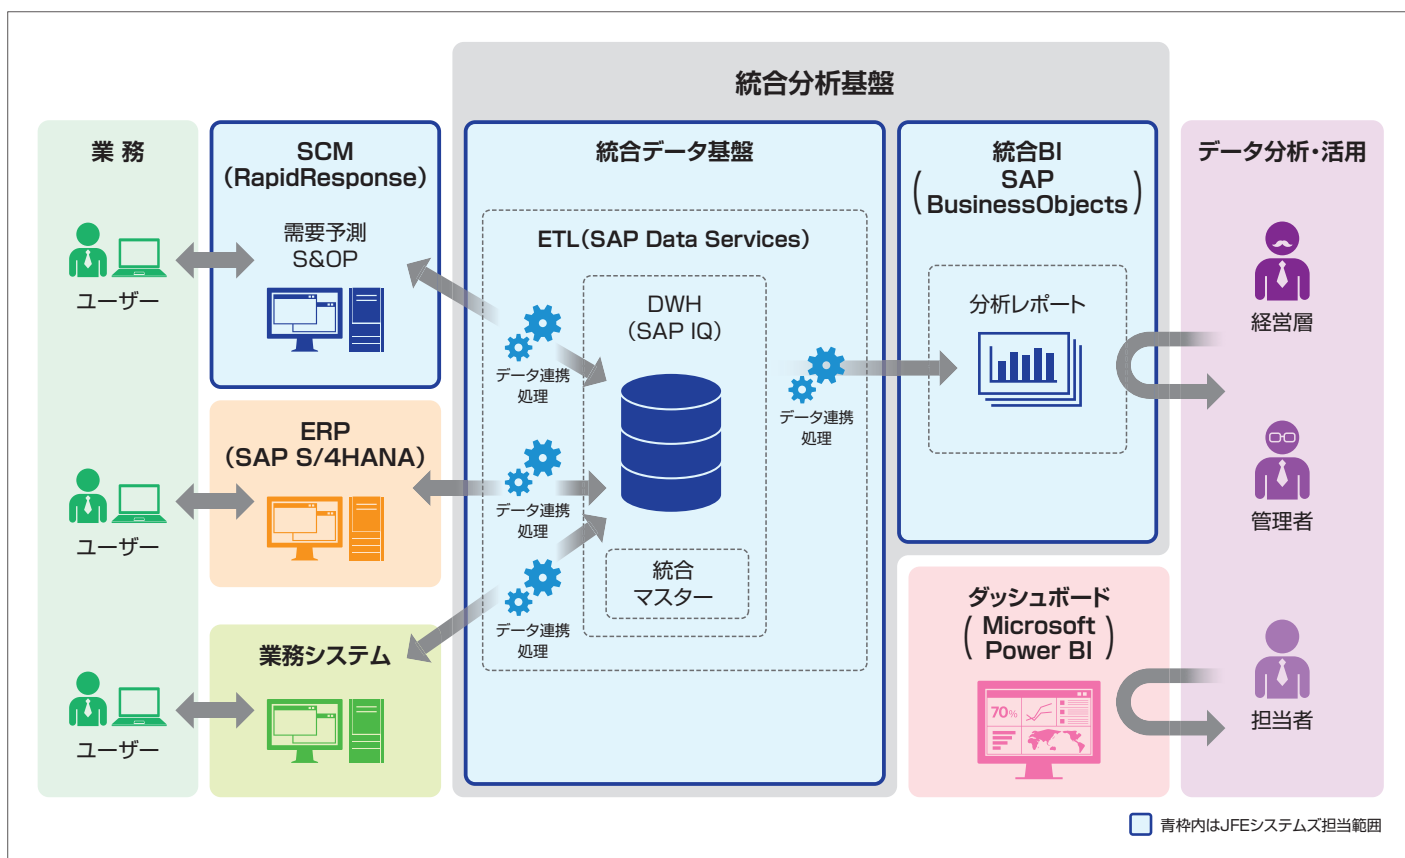 統合分析基盤
業 務
ユーザー
ユーザー
ユーザー
SCM
(RapidResponse)
需要予測
S&OP
ERP
(SAP S/4HANA)
業務システム
統合データ基盤
ETL(SAP Data Services)
DWH
(SAP IQ)
データ連携
処理
データ連携
処理
データ連携
処理
統合
マスター
データ連携
処理
統合BI
(SAP
BusinessObjects)
分析レポート
ダッシュボード
(Microsoft
Power BI)
70%
データ分析・活用
経営層
管理者
担当者
青枠内はJFEシステムズ担当範囲